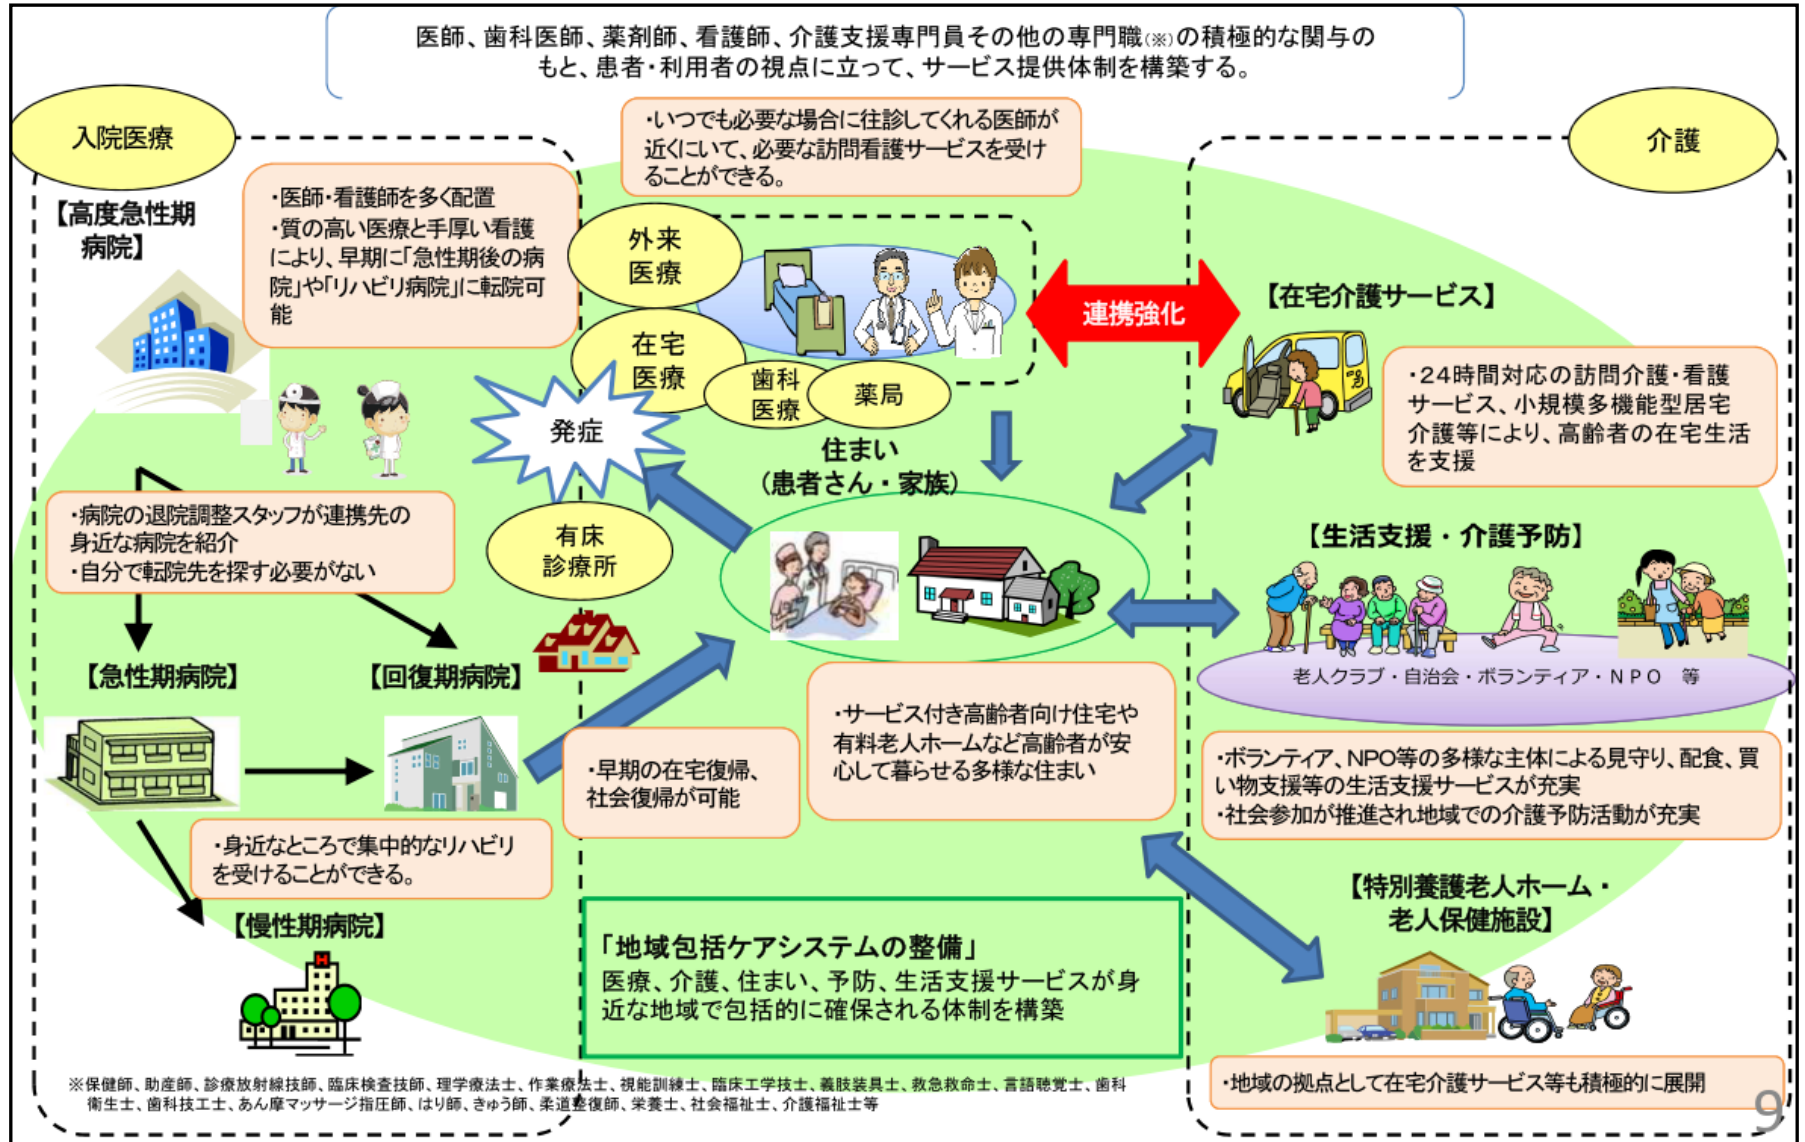 医師、歯科医師、薬剤師、看護師、介護支援専門員その他の専門職(※)の積極的な関与の
もと、患者・利用者の視点に立って、サービス提供体制を構築する。
入院医療
介護
・いつでも必要な場合に往診してくれる医師が
近くにいて、必要な訪問看護サービスを受け
ることができる。
【高度急性期
病院】
・医師・看護師を多く配置
・質の高い医療と手厚い看護
により、早期に「急性期後の病
院」や「リハビリ病院」に転院可
能
外来
医療
在宅
医療
歯科
医療
薬局
連携強化
【在宅介護サービス】
・24時間対応の訪問介護・看護
サービス、小規模多機能型居宅
介護等により、高齢者の在宅生活
を支援
発症
住まい
(患者さん・家族)
・病院の退院調整スタッフが連携先の
身近な病院を紹介
・自分で転院先を探す必要がない
有床
診療所
【生活支援・介護予防】
老人クラブ・自治会・ボランティア・NPO 等
【急性期病院】
【回復期病院】
・早期の在宅復帰、
社会復帰が可能
・サービス付き高齢者向け住宅や
有料老人ホームなど高齢者が安
心して暮らせる多様な住まい
・ボランティア、NPO等の多様な主体による見守り、配食、買
い物支援等の生活支援サービスが充実
・社会参加が推進され地域での介護予防活動が充実
・身近なところで集中的なリハビリ
を受けることができる。
【慢性期病院】
H
【特別養護老人ホーム・
老人保健施設】
「地域包括ケアシステムの整備」
医療、介護、住まい、予防、生活支援サービスが身
近な地域で包括的に確保される体制を構築
・地域の拠点として在宅介護サービス等も積極的に展開
※保健師、助産師、診療放射線技師、臨床検査技師、理学療法士、作業療法士、視能訓練士、臨床工学技士、義肢装具士、救急救命士、言語聴覚士、歯科
衛生士、歯科技工士、あん摩マッサージ指圧師、はり師、きゅう師、柔道整復師、栄養士、社会福祉士、介護福祉士等
9